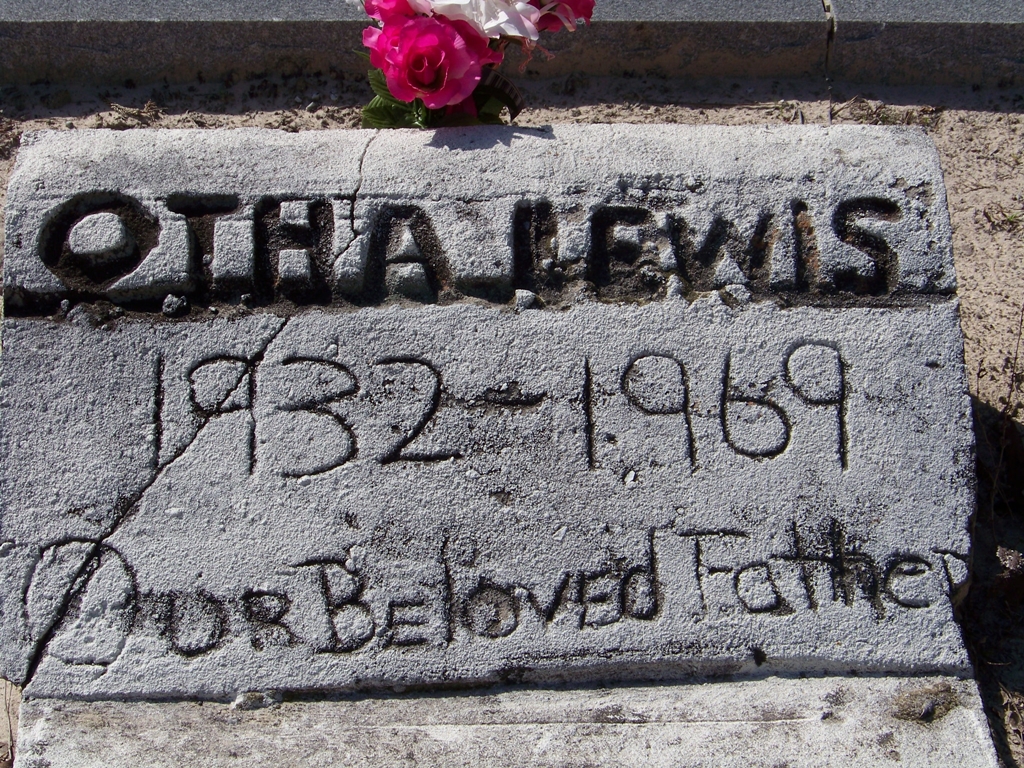 OTHA LEWIS
1932-1969
OUR BELOVED Father